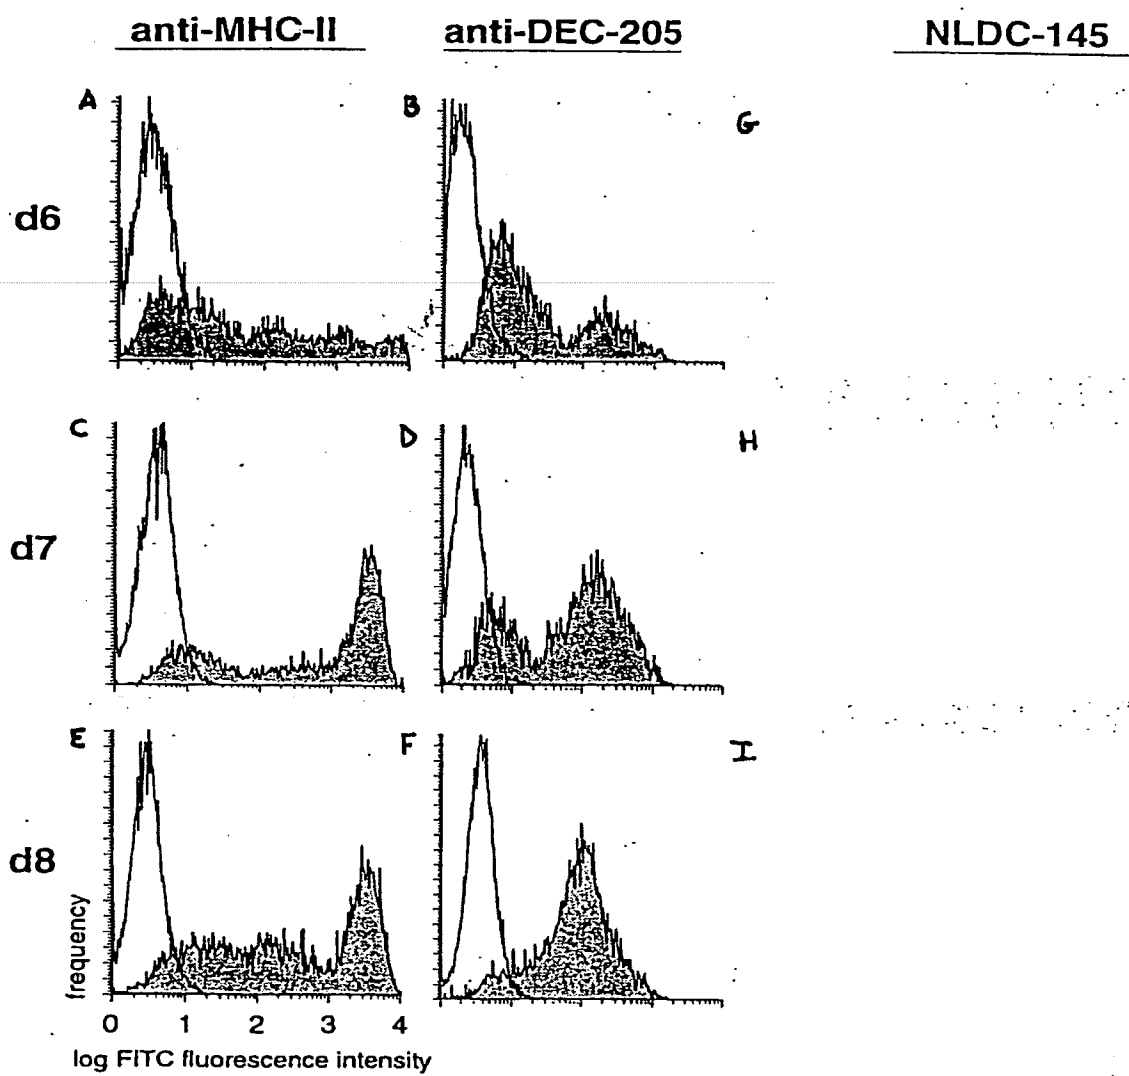 anti-MHC-II anti-DEC-205 NLDC-145
A B G
d6
C D H
d7
E F I
d8
frequency
0 1 2 3 4
log FITC fluorescence intensity